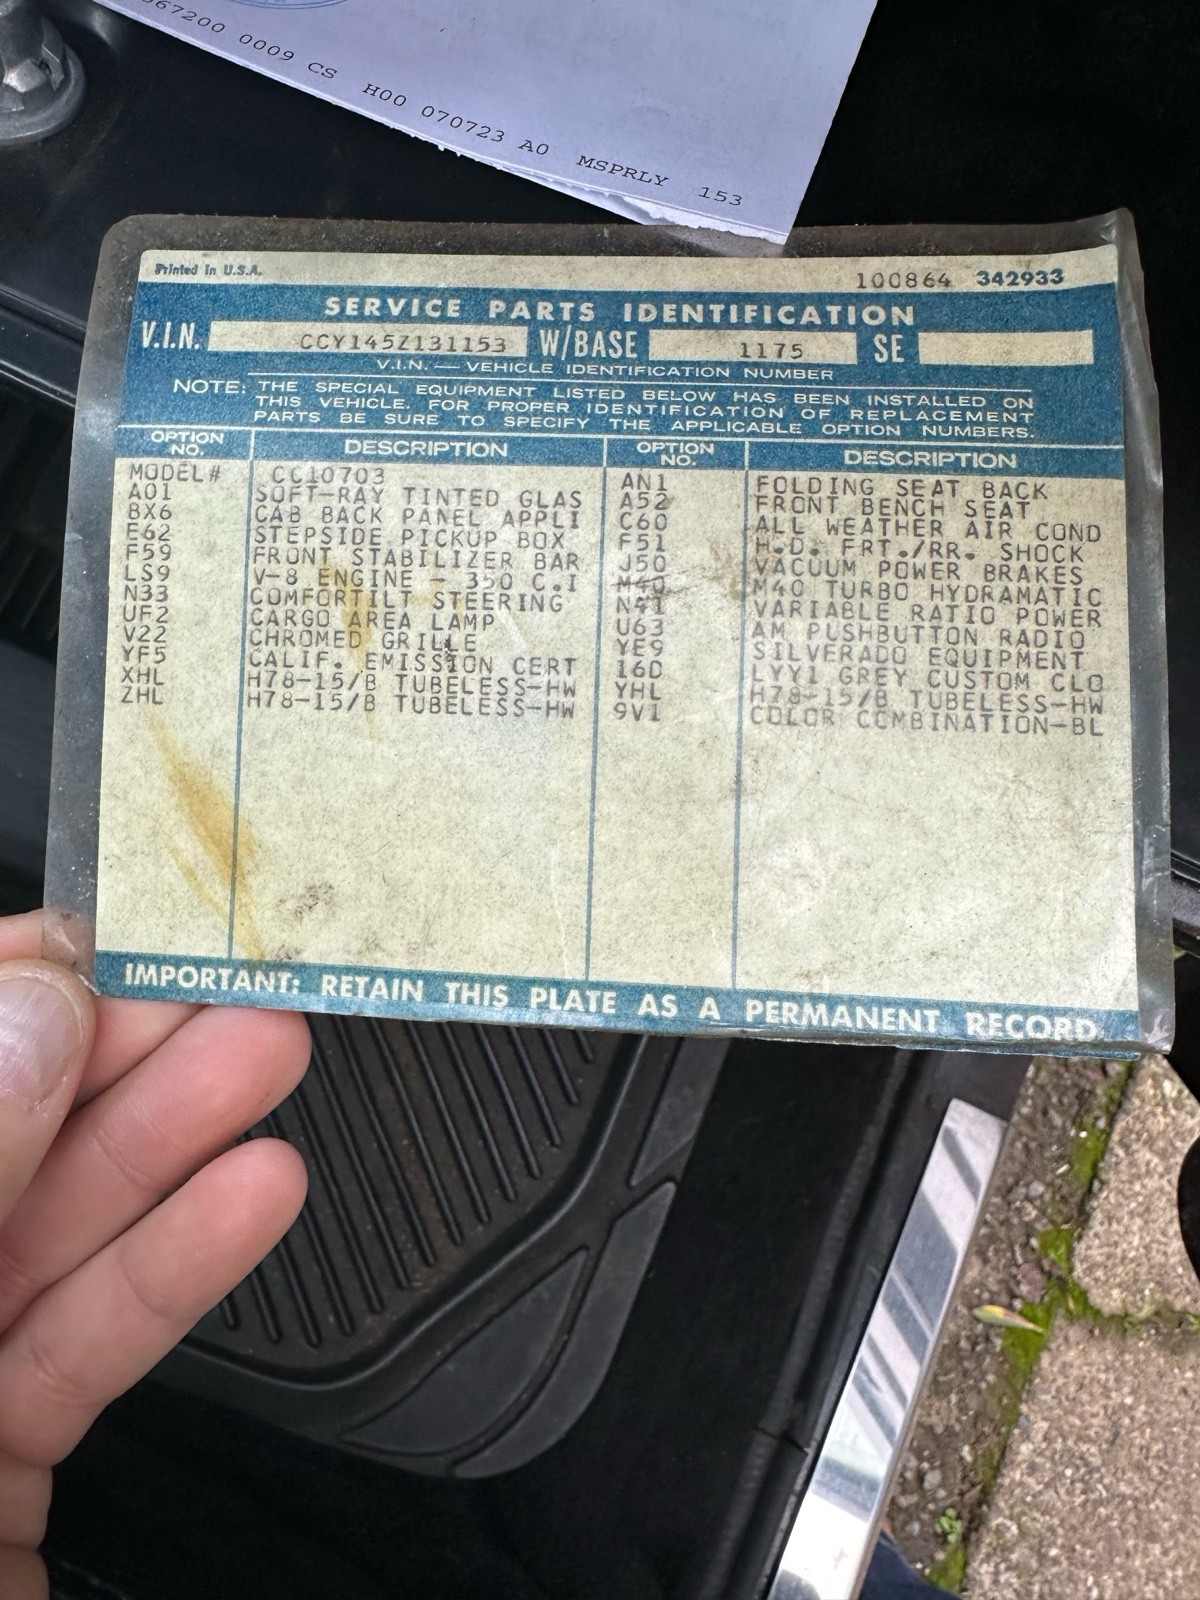 67200 0009 CS H00 070723 A0 MSPRLY 153
Printed in U.S.A.
100864 342933
SERVICE PARTS IDENTIFICATION
V.I.N. CCY145Z131153 W/BASE 1175 SE
V.I.N. — VEHICLE IDENTIFICATION NUMBER
NOTE: THE SPECIAL EQUIPMENT LISTED BELOW HAS BEEN INSTALLED ON
THIS VEHICLE. FOR PROPER IDENTIFICATION OF REPLACEMENT
PARTS BE SURE TO SPECIFY THE APPLICABLE OPTION NUMBERS.
OPTION NO. DESCRIPTION OPTION NO. DESCRIPTION
MODEL# CC10703
A01 SOFT-RAY TINTED GLAS
BX6 CAB BACK PANEL APPLI
E62 STEPSIDE PICKUP BOX
F59 FRONT STABILIZER BAR
LS9 V-8 ENGINE - 350 C.I
N33 COMFORTILT STEERING
UF2 CARGO AREA LAMP
V22 CHROMED GRILLE
YF5 CALIF. EMISSION CERT
XHL H78-15/B TUBELESS-HW
ZHL H78-15/B TUBELESS-HW
AN1 FOLDING SEAT BACK
A52 FRONT BENCH SEAT
C60 ALL WEATHER AIR COND
F51 H.D. FRT./RR. SHOCK
J50 VACUUM POWER BRAKES
M40 M40 TURBO HYDRAMATIC
N41 VARIABLE RATIO POWER
U63 AM PUSHBUTTON RADIO
YE9 SILVERADO EQUIPMENT
16D LYY1 GREY CUSTOM CLO
YHL H78-15/B TUBELESS-HW
9V1 COLOR COMBINATION-BL
IMPORTANT: RETAIN THIS PLATE AS A PERMANENT RECORD